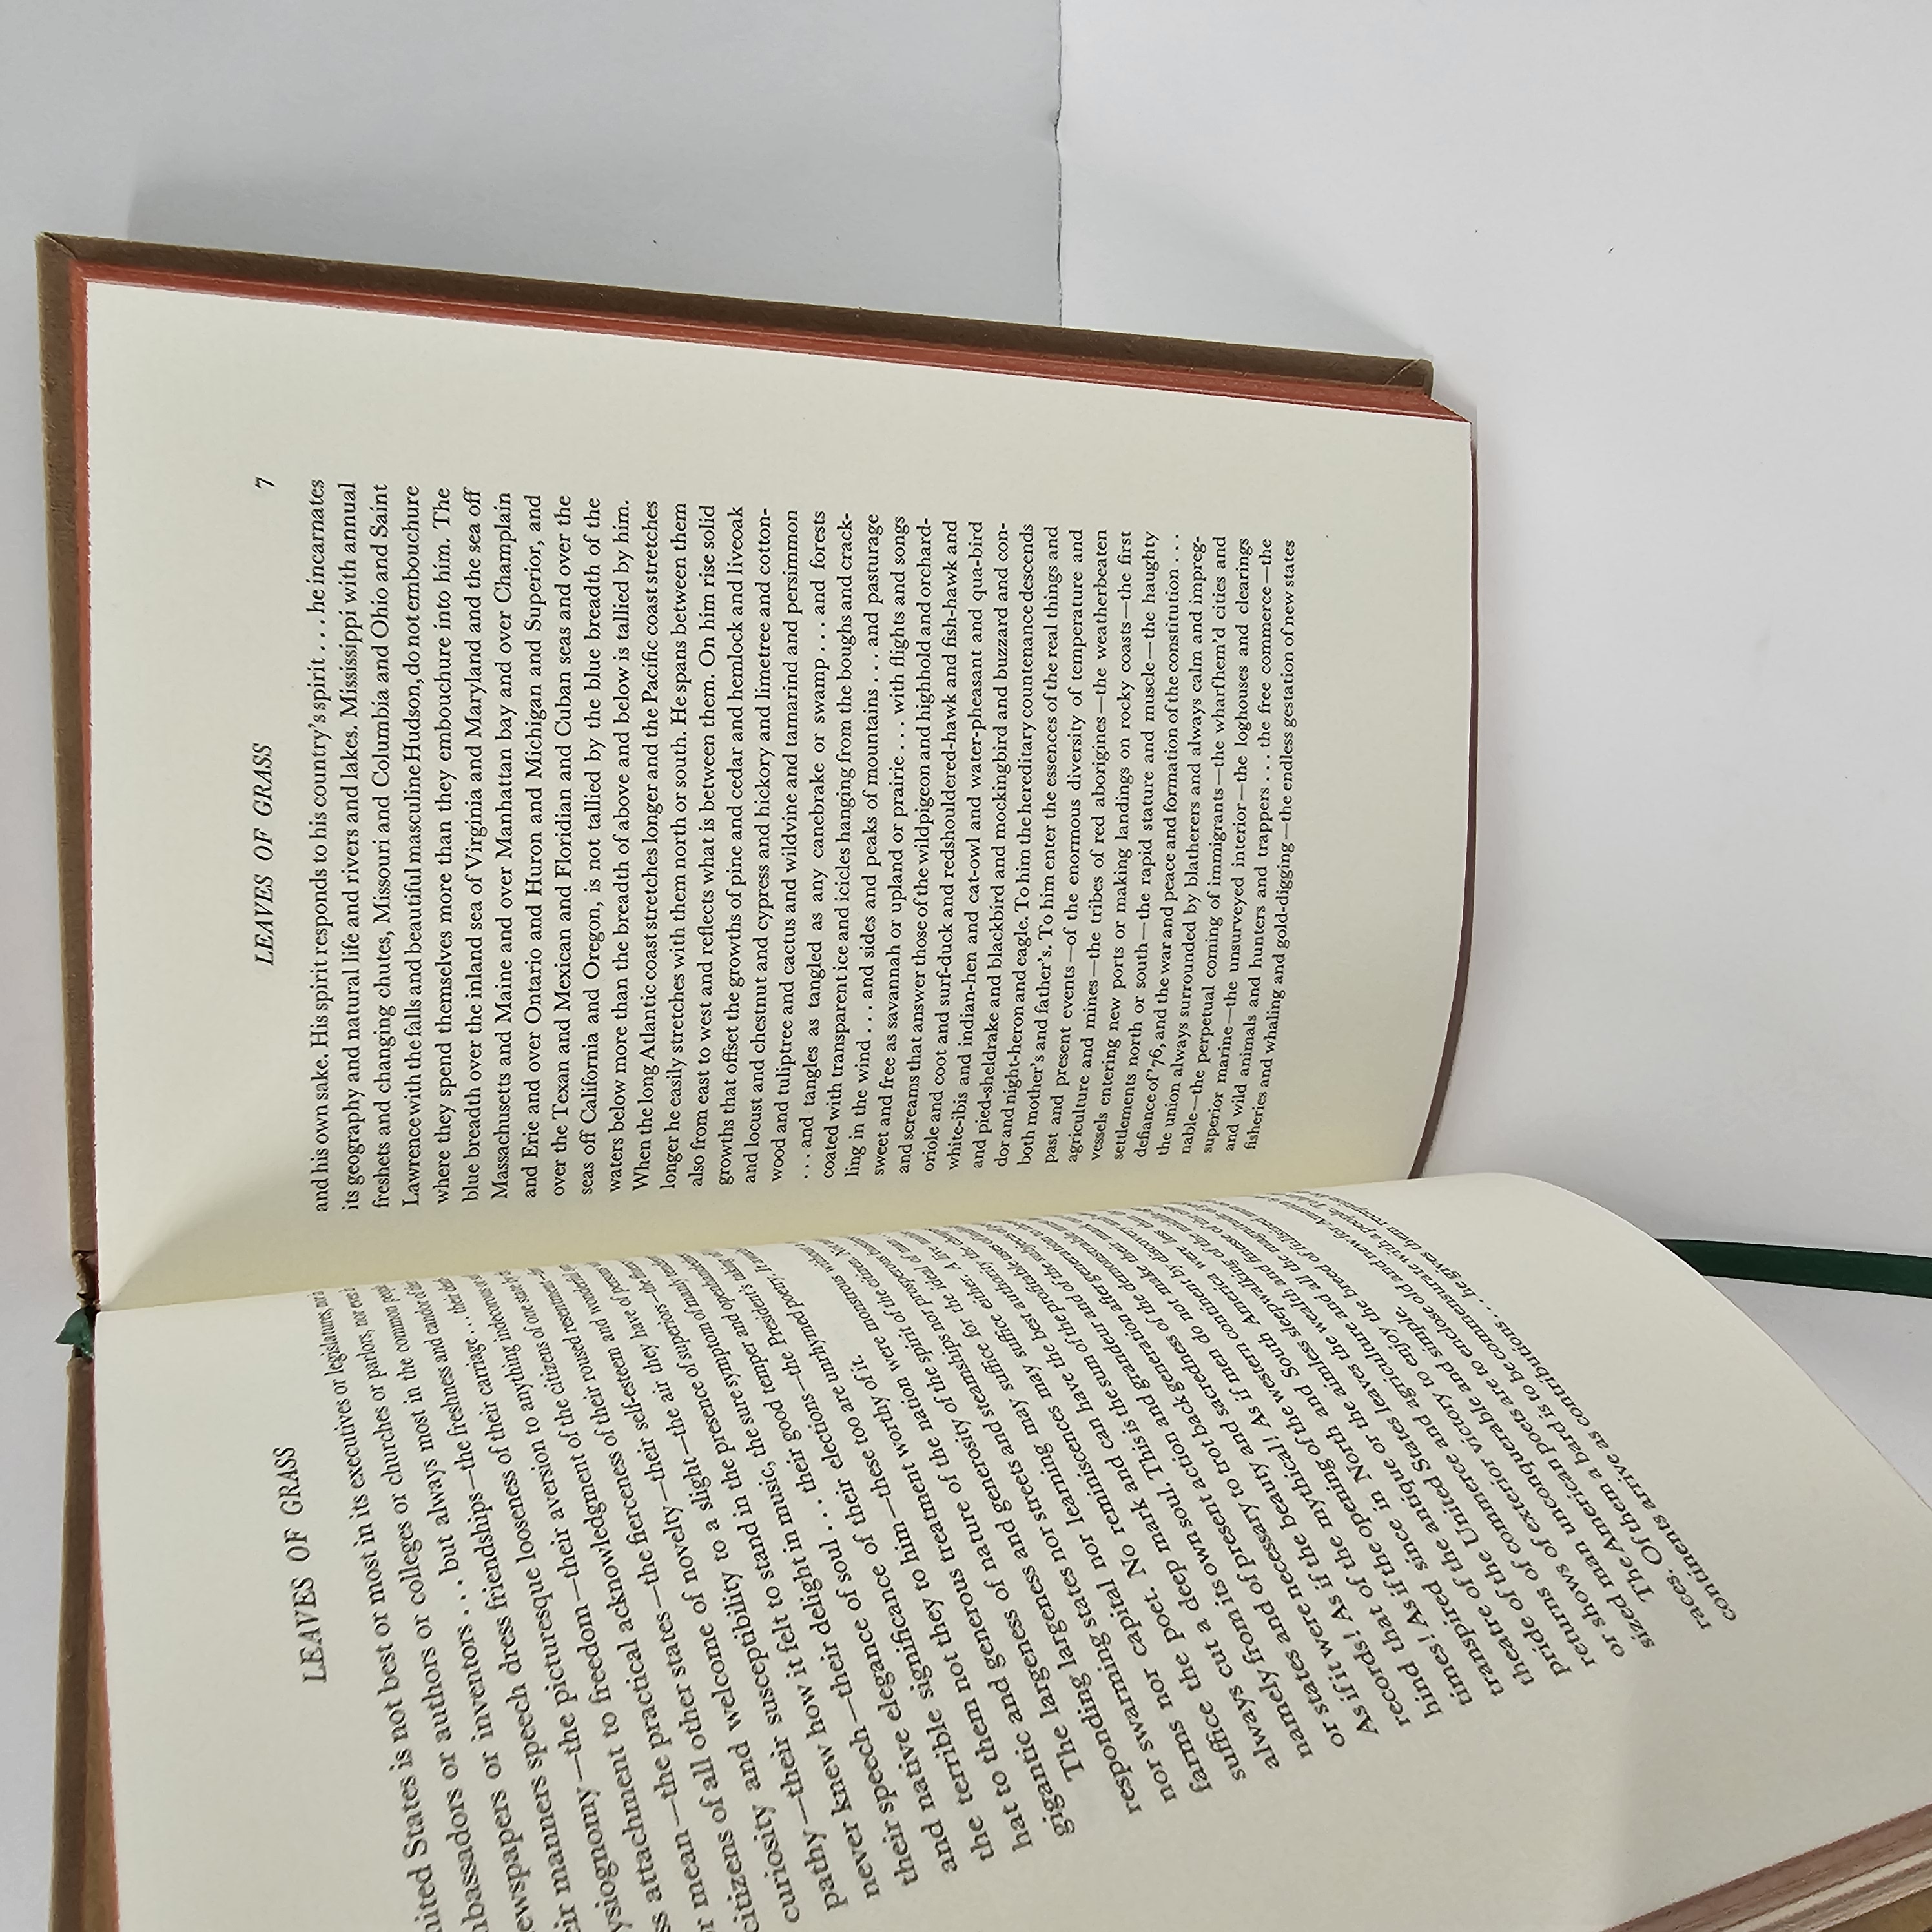 LEAVES OF GRASS
nited States is not best or most in its executives or legislatures, nor i
mbassadors or authors or colleges or churches or parlors, nor even i
ewspapers or inventors . . . but always most in the common peopl
eir manners speech dress friendships—the freshness and candor of the
ysiognomy—the picturesque looseness of their carriage . . . their death
ss attachment to freedom—their aversion to anything indecorous or so
r mean—the practical acknowledgment of the citizens of one state by th
citizens of all other states—the fierceness of their roused resentment—
curiosity and welcome of novelty—their self-esteem and wonderful
pathy—their susceptibility to a slight—the air they have of persons
never knew how it felt to stand in the presence of superiors—the fluency
their speech—their delight in music, the sure symptom of manly tendern
and native elegance of soul . . . their good temper and openhandedness
the terrible significance of their elections—the President's taking of
hat to them not they to him—these too are unrhymed poetry. It awaits
gigantic and generous treatment worthy of it.
The largeness of nature of the nation were monstrous without a
responding largeness and generosity of the spirit of the citizen. Not
nor swarming states nor streets and steamships nor prosperous business
farms nor capital nor learning may suffice for the ideal of man
suffice the poet. No reminiscences may suffice either. A live nation
always cut a deep mark and can have the best authority the cheapest
namely from its own soul. This is the sum of the profitable uses of
or states and of present action and grandeur and of the subjects of
As if it were necessary to trot back generation after generation to the
records! As if the beauty and sacredness of the demonstrable must
hind that of the mythical! As if men do not make their mark
times! As if the opening of the western continent by discovery and
transpired since in North and South America were less than the
theatre of the antique or the aimless sleepwalking of the middle
pride of the United States leaves the wealth and finesse of the
returns of commerce and agriculture and all the magnitude of
or shows of exterior victory to enjoy the breed of fullsized men
sized man unconquerable and simple.
The American poets are to enclose old and new for America is
races. Of them a bard is to be commensurate with a people. To
continents arrive as contributions . . . he gives them reception
LEAVES OF GRASS 7
and his own sake. His spirit responds to his country's spirit . . . he incarnates
its geography and natural life and rivers and lakes. Mississippi with annual
freshets and changing chutes, Missouri and Columbia and Ohio and Saint
Lawrence with the falls and beautiful masculine Hudson, do not embouchure
where they spend themselves more than they embouchure into him. The
blue breadth over the inland sea of Virginia and Maryland and the sea off
Massachusetts and Maine and over Manhattan bay and over Champlain
and Erie and over Ontario and Huron and Michigan and Superior, and
over the Texan and Mexican and Floridian and Cuban seas and over the
seas off California and Oregon, is not tallied by the blue breadth of the
waters below more than the breadth of above and below is tallied by him.
When the long Atlantic coast stretches longer and the Pacific coast stretches
longer he easily stretches with them north or south. He spans between them
also from east to west and reflects what is between them. On him rise solid
growths that offset the growths of pine and cedar and hemlock and liveoak
and locust and chestnut and cypress and hickory and limetree and cotton-
wood and tuliptree and cactus and wildvine and tamarind and persimmon
. . . and tangles as tangled as any canebrake or swamp . . . and forests
coated with transparent ice and icicles hanging from the boughs and crack-
ling in the wind . . . and sides and peaks of mountains . . . and pasturage
sweet and free as savannah or upland or prairie . . . with flights and songs
and screams that answer those of the wildpigeon and highhold and orchard-
oriole and coot and surf-duck and redshouldered-hawk and fish-hawk and
white-ibis and indian-hen and cat-owl and water-pheasant and qua-bird
and pied-sheldrake and blackbird and mockingbird and buzzard and con-
dor and night-heron and eagle. To him the hereditary countenance descends
both mother's and father's. To him enter the essences of the real things and
past and present events—of the enormous diversity of temperature and
agriculture and mines—the tribes of red aborigines—the weatherbeaten
vessels entering new ports or making landings on rocky coasts—the first
settlements north or south—the rapid stature and muscle—the haughty
defiance of '76, and the war and peace and formation of the constitution . . .
the union always surrounded by blatherers and always calm and impreg-
nable—the perpetual coming of immigrants—the wharfhem'd cities and
superior marine—the unsurveyed interior—the loghouses and clearings
and wild animals and hunters and trappers . . . the free commerce—the
fisheries and whaling and gold-digging—the endless gestation of new states